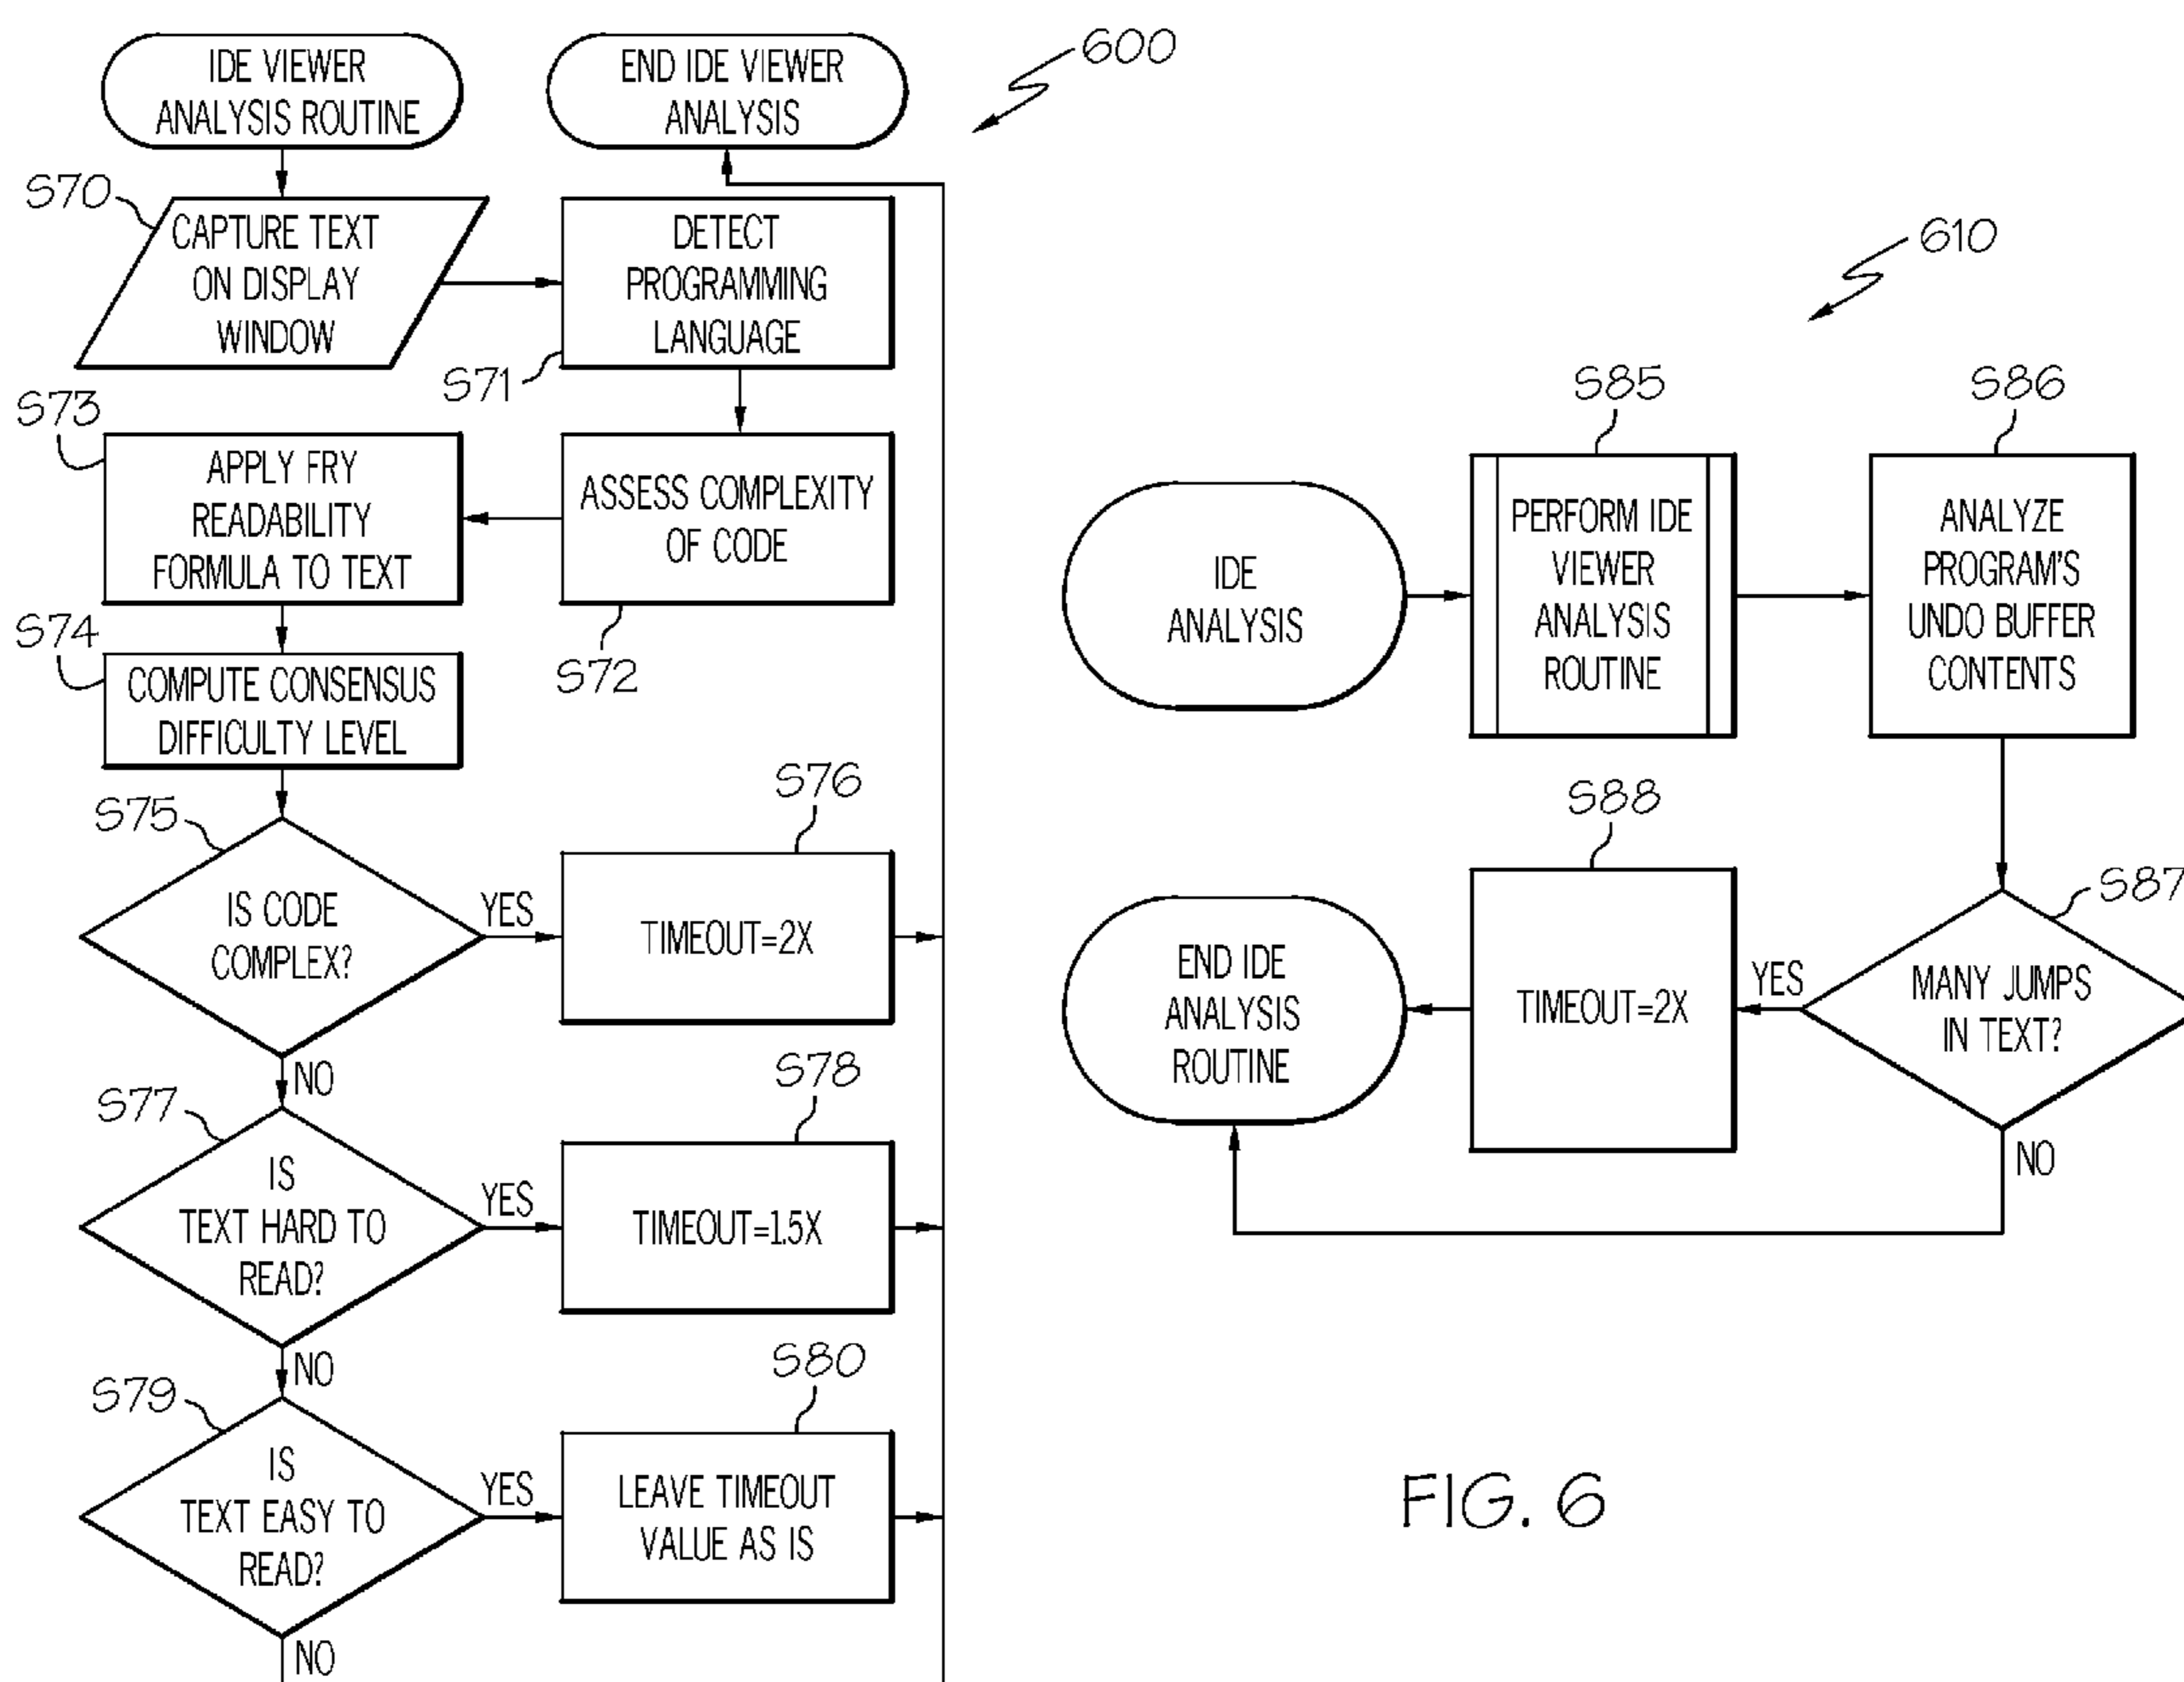 IDE VIEWER
ANALYSIS ROUTINE
END IDE VIEWER
ANALYSIS
600
S70
CAPTURE TEXT
ON DISPLAY
WINDOW
DETECT
PROGRAMMING
LANGUAGE
S71
S73
APPLY FRY
READABILITY
FORMULA TO TEXT
ASSESS COMPLEXITY
OF CODE
S72
S74
COMPUTE CONSENSUS
DIFFICULTY LEVEL
S75
IS CODE
COMPLEX?
YES
S76
TIMEOUT=2X
NO
S77
IS
TEXT HARD TO
READ?
YES
S78
TIMEOUT=1.5X
NO
S79
IS
TEXT EASY TO
READ?
YES
S80
LEAVE TIMEOUT
VALUE AS IS
NO
610
IDE
ANALYSIS
S85
PERFORM IDE
VIEWER
ANALYSIS
ROUTINE
S86
ANALYZE
PROGRAM'S
UNDO BUFFER
CONTENTS
S87
MANY JUMPS
IN TEXT?
YES
S88
TIMEOUT=2X
END IDE
ANALYSIS
ROUTINE
NO
FIG. 6